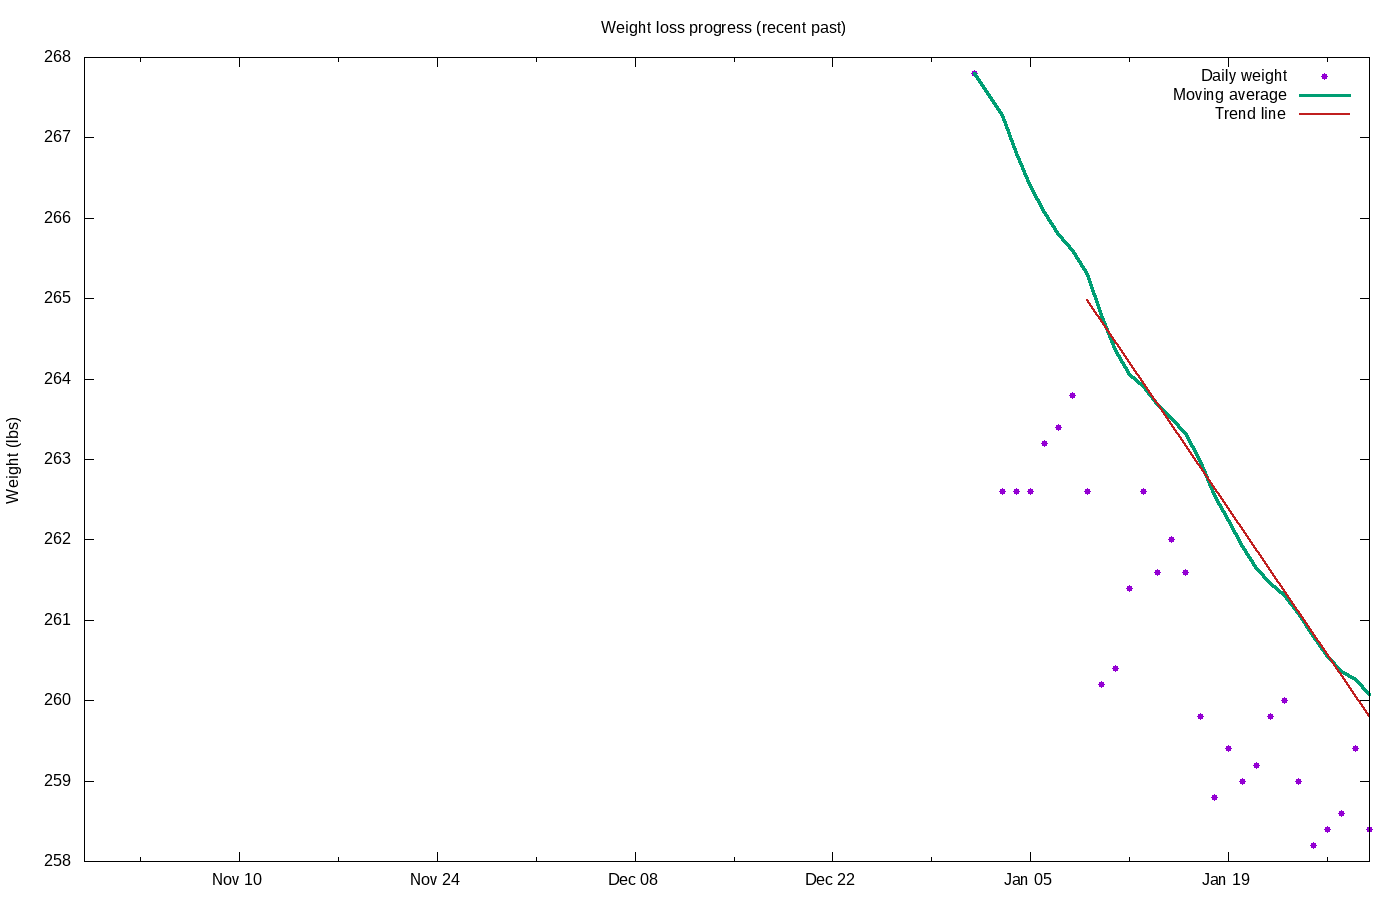 Weight loss progress (recent past)
268
267
266
265
264
263
262
261
260
259
258
Weight (lbs)
Daily weight
Moving average
Trend line
Nov 10
Nov 24
Dec 08
Dec 22
Jan 05
Jan 19